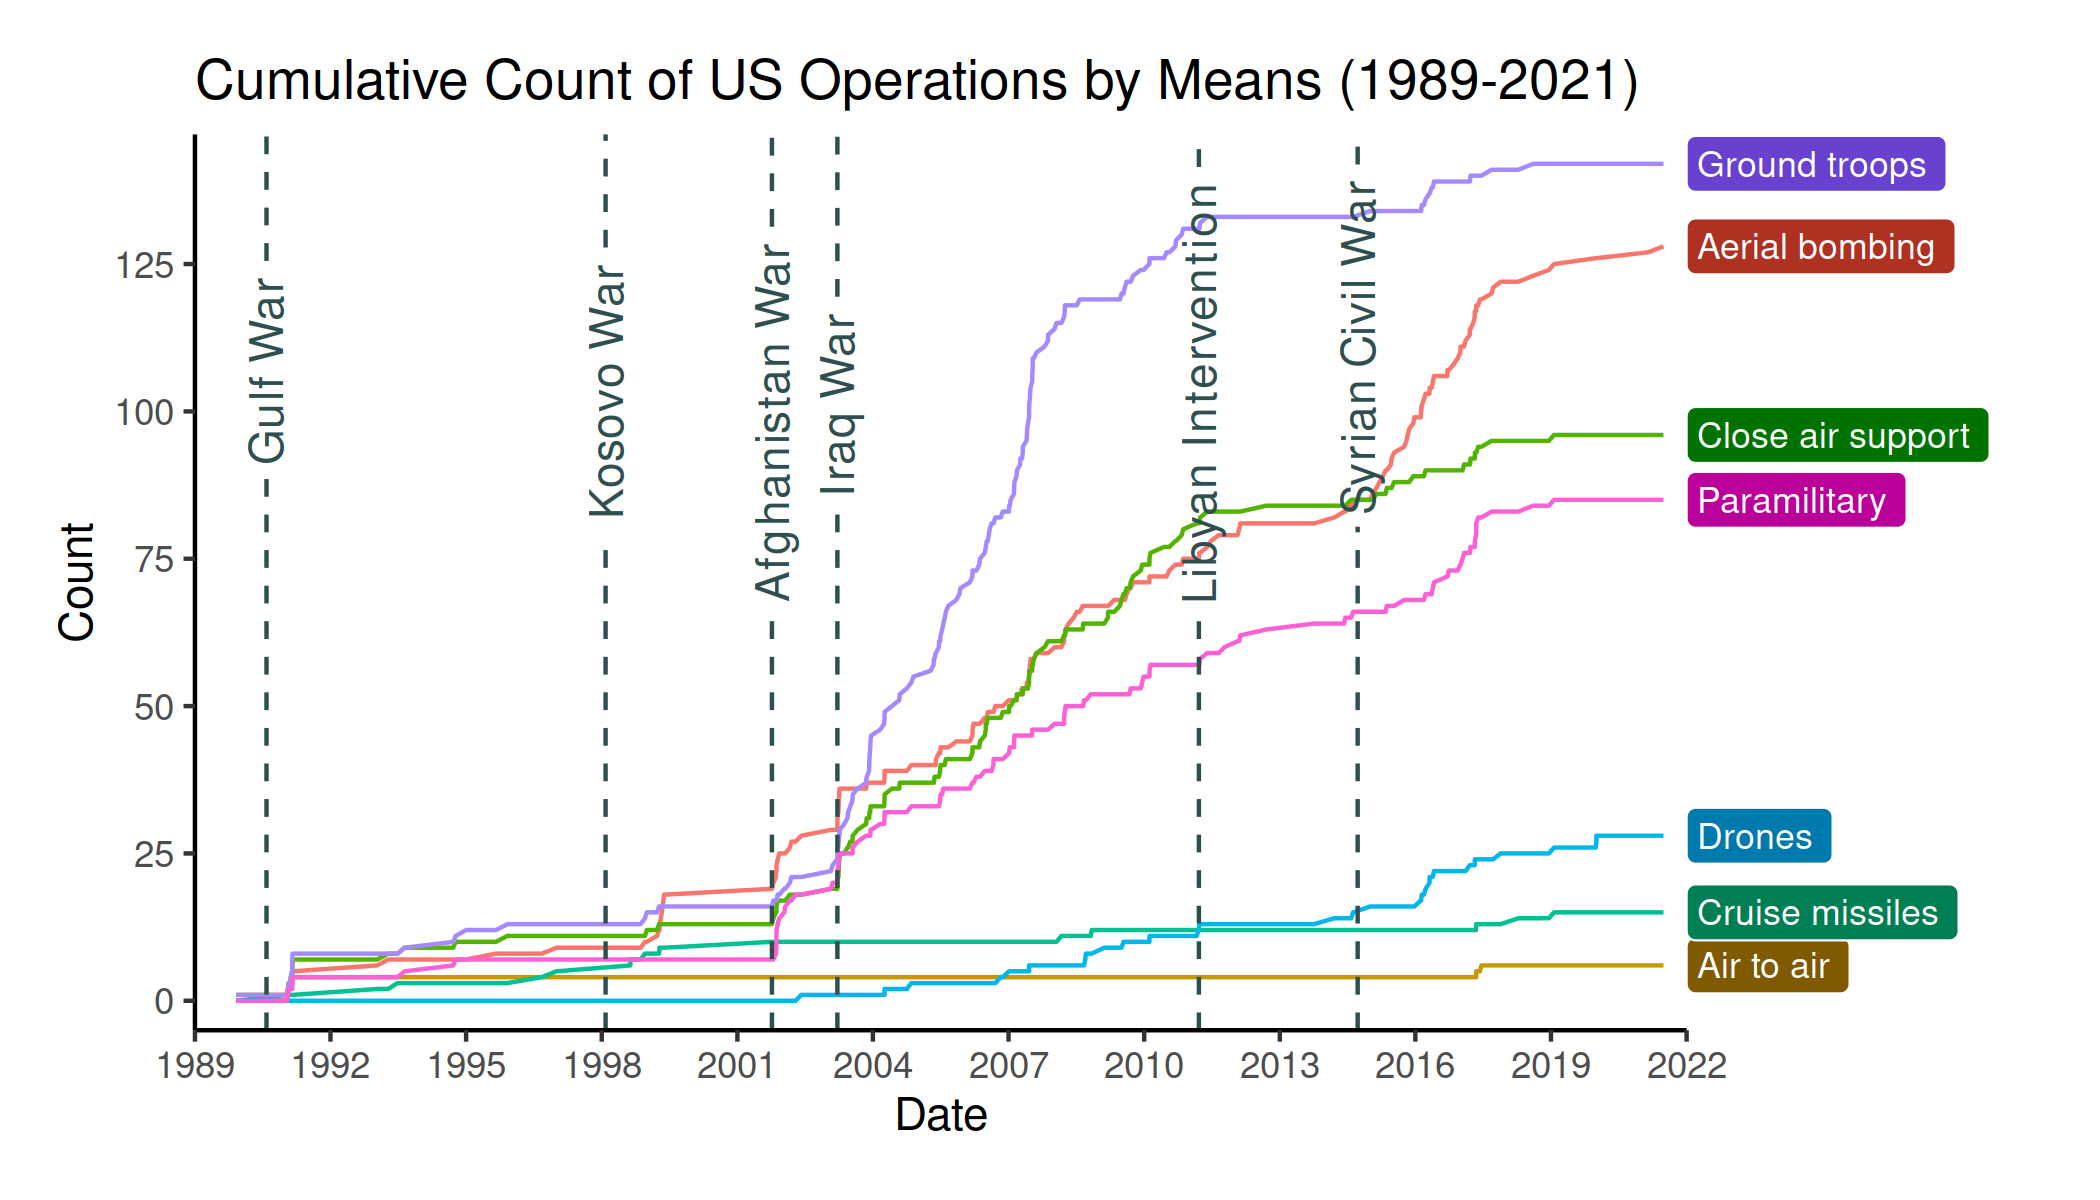 Cumulative Count of US Operations by Means (1989-2021)
Ground troops
Aerial bombing
Close air support
Paramilitary
Drones
Cruise missiles
Air to air
Gulf War
Kosovo War
Afghanistan War
Iraq War
Libyan Intervention
Syrian Civil War
Count
125
100
75
50
25
0
1989 1992 1995 1998 2001 2004 2007 2010 2013 2016 2019 2022
Date